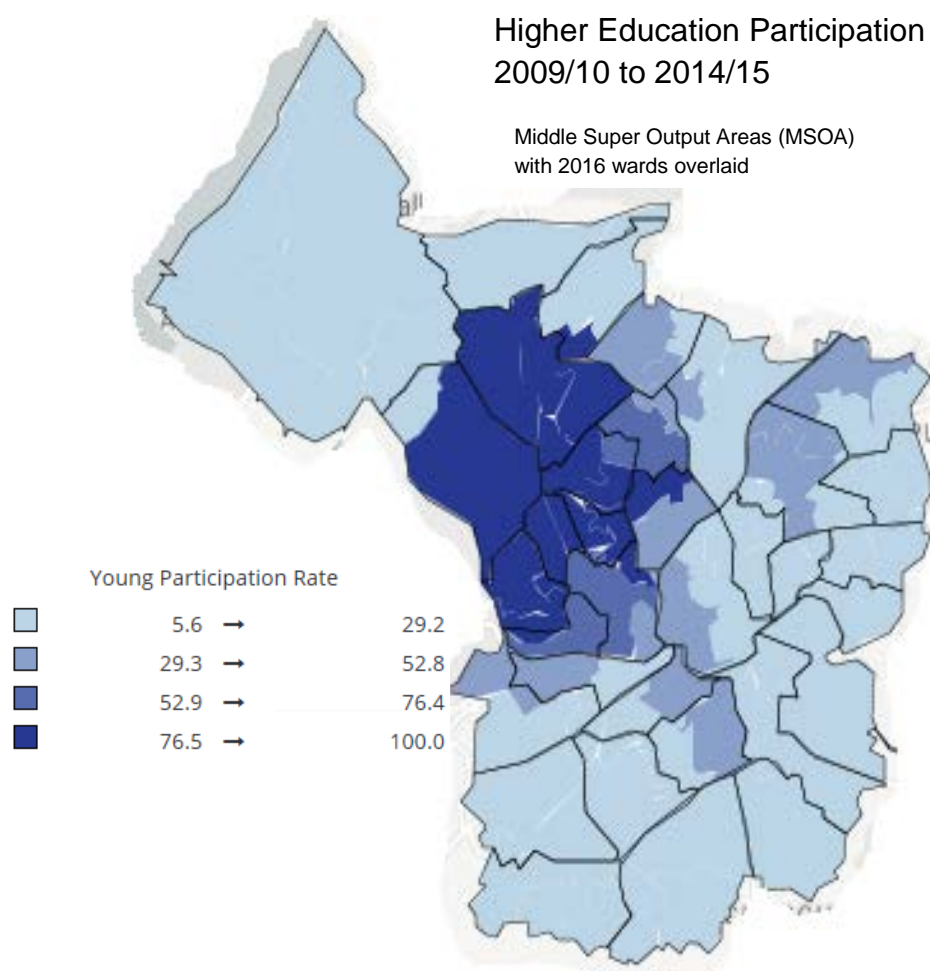 Higher Education Participation
2009/10 to 2014/15
Middle Super Output Areas (MSOA)
with 2016 wards overlaid
Young Participation Rate
5.6 → 29.2
29.3 → 52.8
52.9 → 76.4
76.5 → 100.0